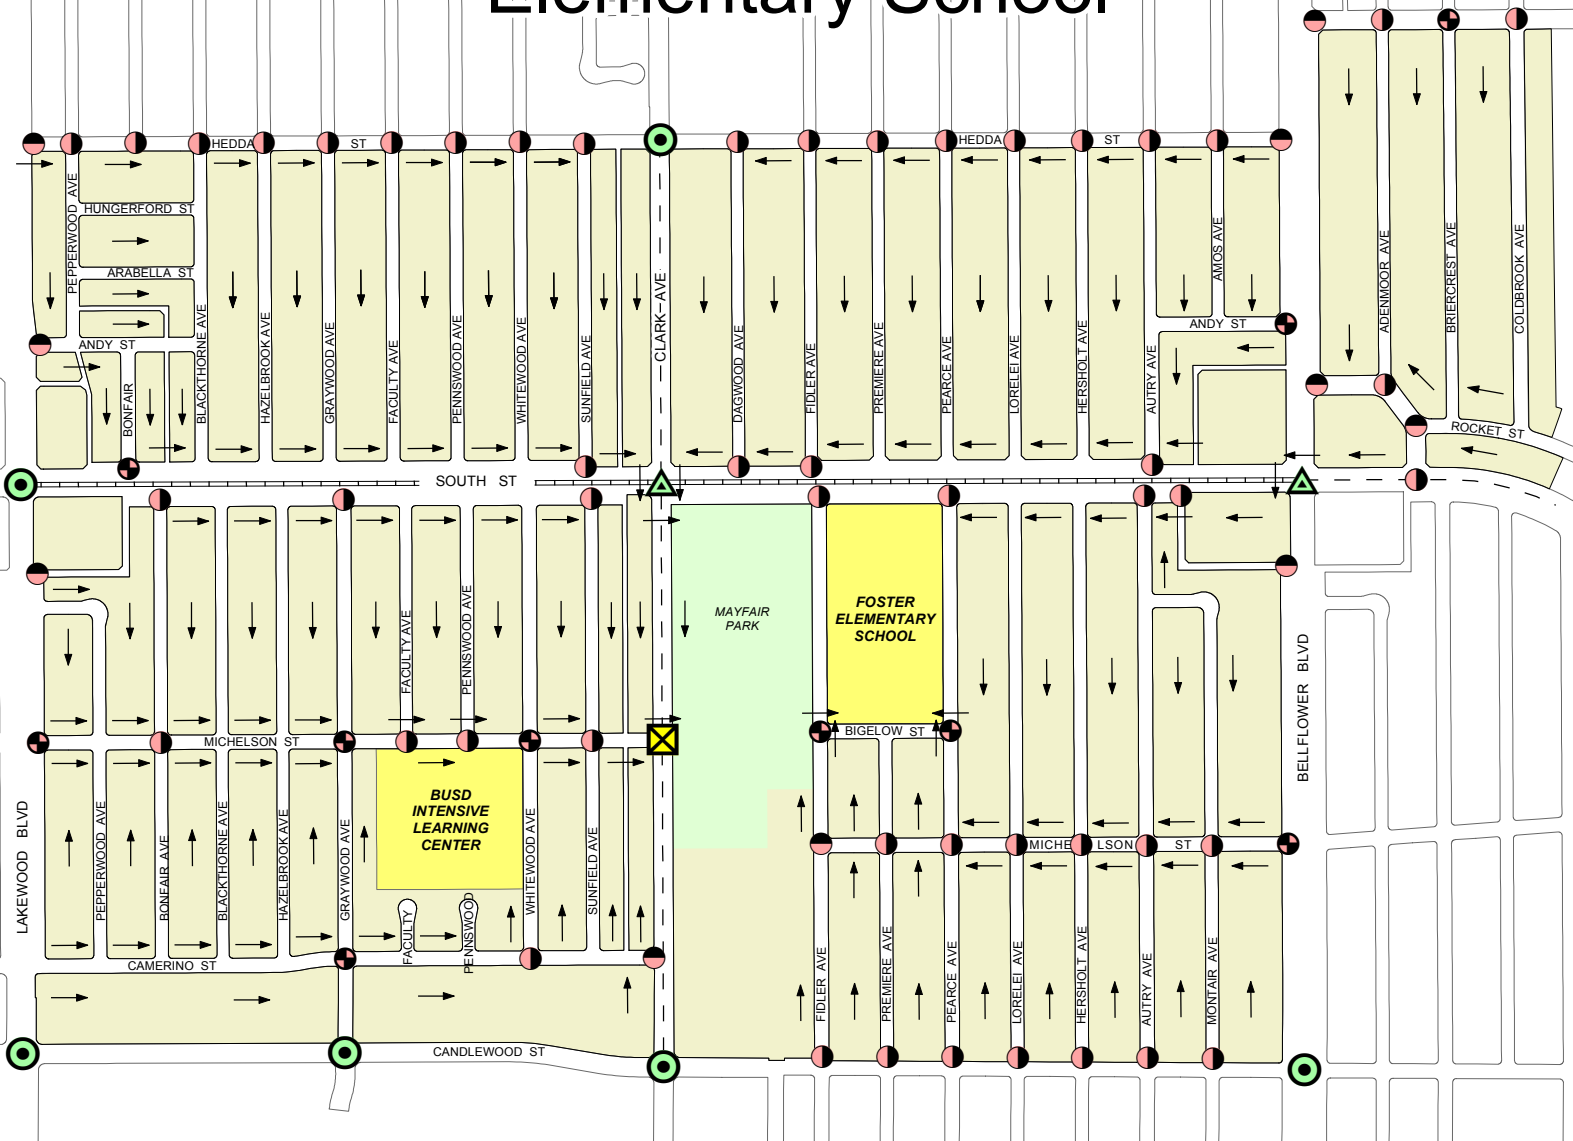 Elementary School
HEDDA ST
HEDDA ST
PEPPERWOOD AVE
HUNGERFORD ST
ARABELLA ST
ANDY ST
BONFAIR
BLACKTHORNE AVE
HAZELBROOK AVE
GRAYWOOD AVE
FACULTY AVE
PENNSWOOD AVE
WHITEWOOD AVE
SUNFIELD AVE
CLARK AVE
DAGWOOD AVE
FIDLER AVE
PREMIERE AVE
PEARCE AVE
LORELEI AVE
HERSHOLT AVE
AUTRY AVE
AMOS AVE
ANDY ST
ADENMOOR AVE
BRIERCREST AVE
COLDBROOK AVE
ROCKET ST
SOUTH ST
FACULTY AVE
PENNSWOOD AVE
MAYFAIR
PARK
FOSTER
ELEMENTARY
SCHOOL
BELLFLOWER BLVD
BIGELOW ST
MICHELSON ST
MICHELSON ST
BUSD
INTENSIVE
LEARNING
CENTER
LAKEWOOD BLVD
PEPPERWOOD AVE
BONFAIR AVE
BLACKTHORNE AVE
HAZELBROOK AVE
GRAYWOOD AVE
FACULTY
PENNSWOOD
WHITEWOOD AVE
SUNFIELD AVE
FIDLER AVE
PREMIERE AVE
PEARCE AVE
LORELEI AVE
HERSHOLT AVE
AUTRY AVE
MONTAIR AVE
CAMERINO ST
CANDLEWOOD ST